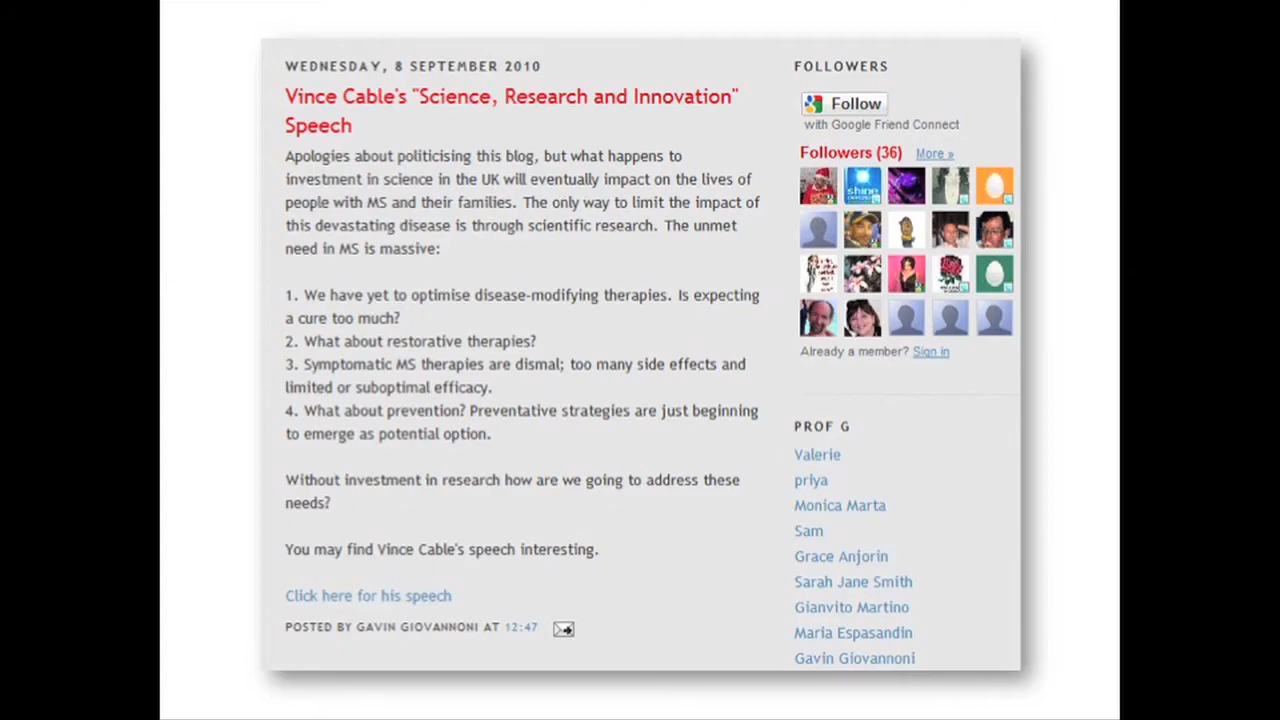 WEDNESDAY, 8 SEPTEMBER 2010
Vince Cable's "Science, Research and Innovation"
Speech
Apologies about politicising this blog, but what happens to
investment in science in the UK will eventually impact on the lives of
people with MS and their families. The only way to limit the impact of
this devastating disease is through scientific research. The unmet
need in MS is massive:
1. We have yet to optimise disease-modifying therapies. Is expecting
a cure too much?
2. What about restorative therapies?
3. Symptomatic MS therapies are dismal; too many side effects and
limited or suboptimal efficacy.
4. What about prevention? Preventative strategies are just beginning
to emerge as potential option.
Without investment in research how are we going to address these
needs?
You may find Vince Cable's speech interesting.
Click here for his speech
POSTED BY GAVIN GIOVANNONI AT 12:47
FOLLOWERS
Follow
with Google Friend Connect
Followers (36) More »
shine
Already a member? Sign in
PROF G
Valerie
priya
Monica Marta
Sam
Grace Anjorin
Sarah Jane Smith
Gianvito Martino
Maria Espasandin
Gavin Giovannoni